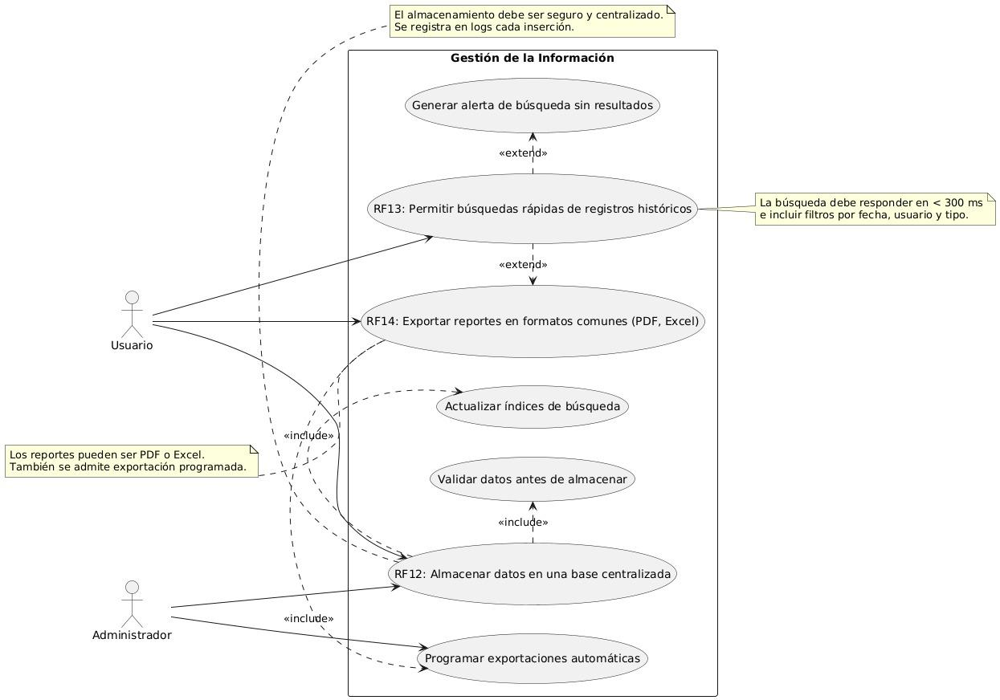 El almacenamiento debe ser seguro y centralizado.
Se registra en logs cada inserción.
Gestión de la Información
Generar alerta de búsqueda sin resultados
«extend»
RF13: Permitir búsquedas rápidas de registros históricos
La búsqueda debe responder en < 300 ms
e incluir filtros por fecha, usuario y tipo.
«extend»
RF14: Exportar reportes en formatos comunes (PDF, Excel)
Usuario
Actualizar índices de búsqueda
«include»
Los reportes pueden ser PDF o Excel.
También se admite exportación programada.
Validar datos antes de almacenar
«include»
RF12: Almacenar datos en una base centralizada
«include»
Administrador
Programar exportaciones automáticas